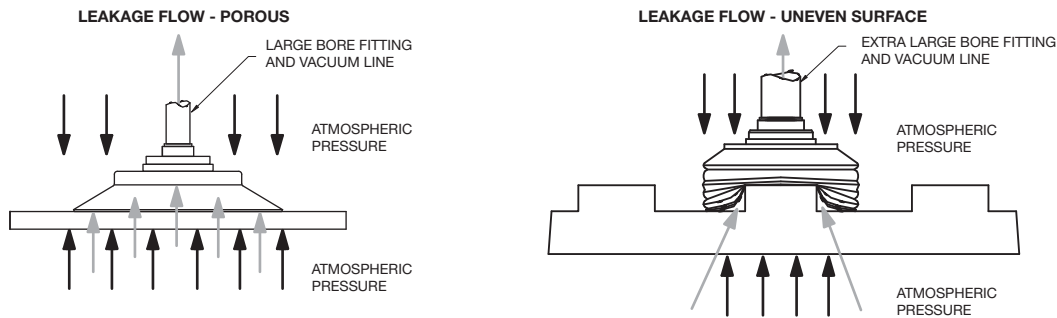 LEAKAGE FLOW - POROUS
LARGE BORE FITTING
AND VACUUM LINE
ATMOSPHERIC
PRESSURE
ATMOSPHERIC
PRESSURE
LEAKAGE FLOW - UNEVEN SURFACE
EXTRA LARGE BORE FITTING
AND VACUUM LINE
ATMOSPHERIC
PRESSURE
ATMOSPHERIC
PRESSURE